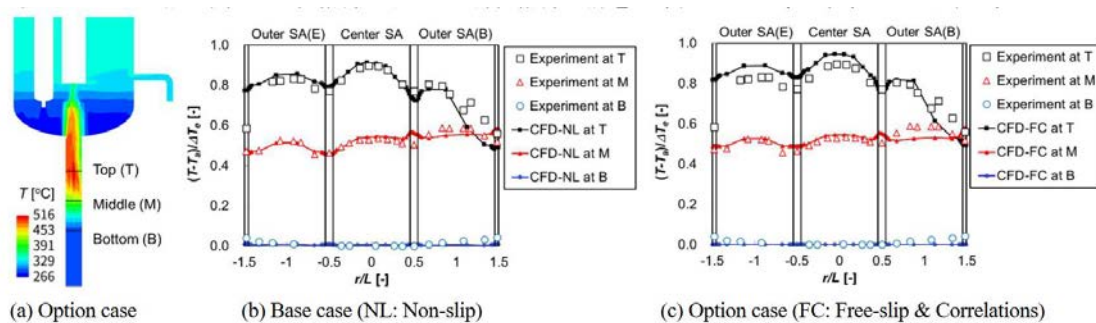 Outer SA(E) Center SA Outer SA(B)
1.0
0.8
0.6
0.4
0.2
0.0
(T-Tb)/ΔTe [-]
-1.5 -1 -0.5 0 0.5 1 1.5
r/L [-]
Experiment at T
Experiment at M
Experiment at B
CFD-NL at T
CFD-NL at M
CFD-NL at B
Outer SA(E) Center SA Outer SA(B)
1.0
0.8
0.6
0.4
0.2
0.0
-1.5 -1 -0.5 0 0.5 1 1.5
r/L [-]
Experiment at T
Experiment at M
Experiment at B
CFD-FC at T
CFD-FC at M
CFD-FC at B
Top (T)
Middle (M)
Bottom (B)
T [°C]
516
453
391
329
266
(a) Option case
(b) Base case (NL: Non-slip)
(c) Option case (FC: Free-slip & Correlations)